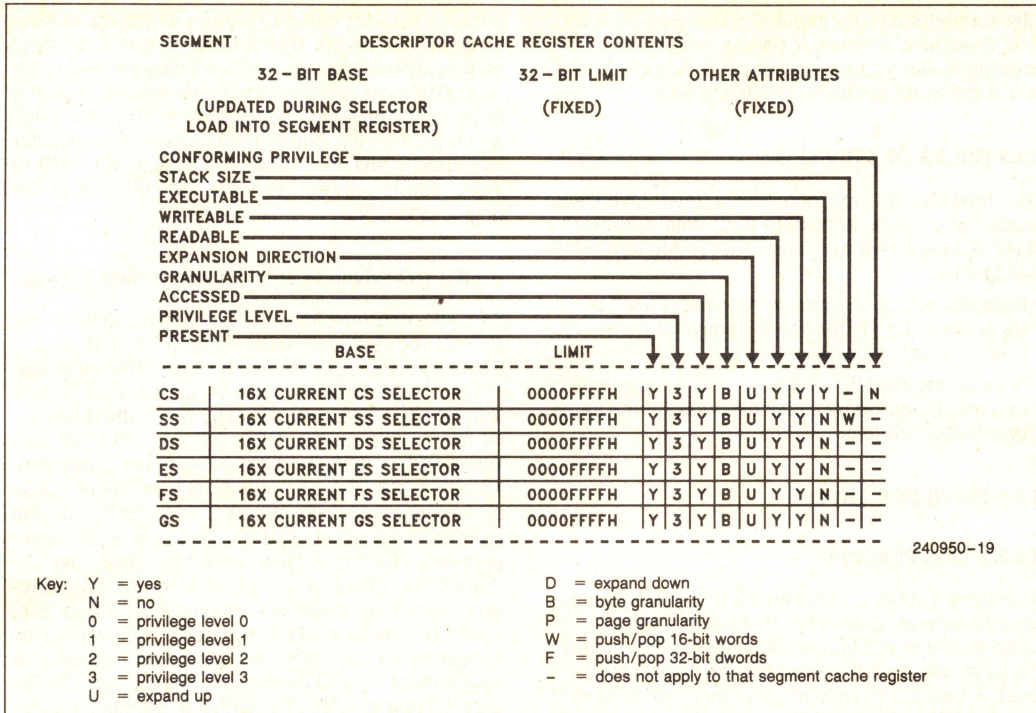 SEGMENT DESCRIPTOR CACHE REGISTER CONTENTS
32 – BIT BASE 32 – BIT LIMIT OTHER ATTRIBUTES
(UPDATED DURING SELECTOR (FIXED) (FIXED)
LOAD INTO SEGMENT REGISTER)
CONFORMING PRIVILEGE
STACK SIZE
EXECUTABLE
WRITEABLE
READABLE
EXPANSION DIRECTION
GRANULARITY
ACCESSED
PRIVILEGE LEVEL
PRESENT
BASE LIMIT
CS 16X CURRENT CS SELECTOR 0000FFFFH Y 3 Y B U Y Y Y – N
SS 16X CURRENT SS SELECTOR 0000FFFFH Y 3 Y B U Y Y N W –
DS 16X CURRENT DS SELECTOR 0000FFFFH Y 3 Y B U Y Y N – –
ES 16X CURRENT ES SELECTOR 0000FFFFH Y 3 Y B U Y Y N – –
FS 16X CURRENT FS SELECTOR 0000FFFFH Y 3 Y B U Y Y N – –
GS 16X CURRENT GS SELECTOR 0000FFFFH Y 3 Y B U Y Y N – –
240950–19
Key: Y = yes
N = no
0 = privilege level 0
1 = privilege level 1
2 = privilege level 2
3 = privilege level 3
U = expand up
D = expand down
B = byte granularity
P = page granularity
W = push/pop 16-bit words
F = push/pop 32-bit dwords
– = does not apply to that segment cache register